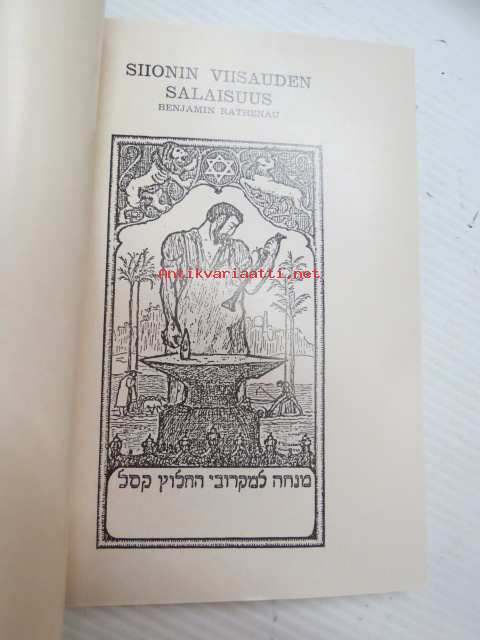 SIIONIN VIISAUDEN
SALAISUUS
BENJAMIN RATHENAU
Antikvariaatti.net
מנחה למקרובי החלוץ קסל